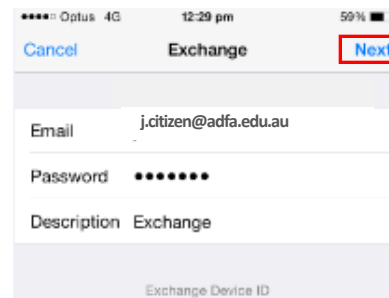 Optus 4G 12:29 pm 59%
Cancel Exchange Next
Email j.citizen@adfa.edu.au
Password •••••••
Description Exchange
Exchange Device ID